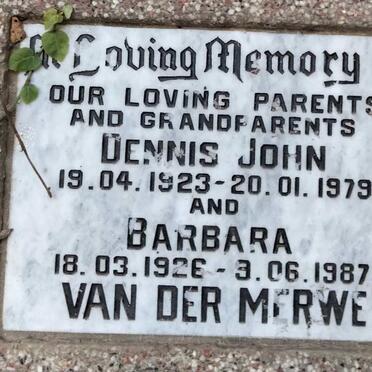 In Loving Memory
OUR LOVING PARENTS
AND GRANDPARENTS
DENNIS JOHN
19.04.1923-20.01.1979
AND
BARBARA
18.03.1926 - 3.06.1987
VAN DER MERWE